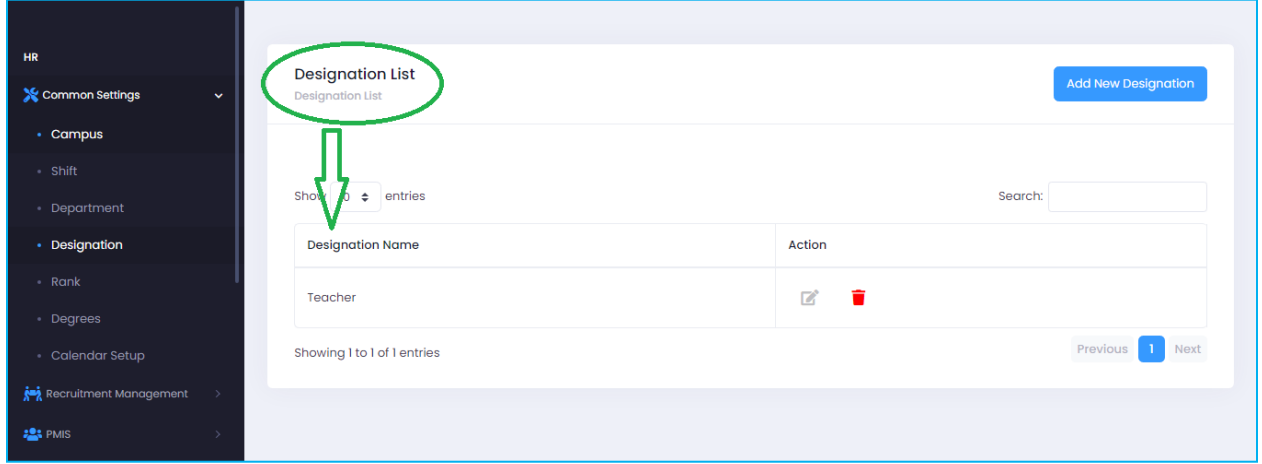 HR
Common Settings
Campus
Shift
Department
Designation
Rank
Degrees
Calendar Setup
Recruitment Management
PMIS
Designation List
Designation List
Add New Designation
Show entries
Search:
Designation Name Action
Teacher
Showing 1 to 1 of 1 entries
Previous 1 Next